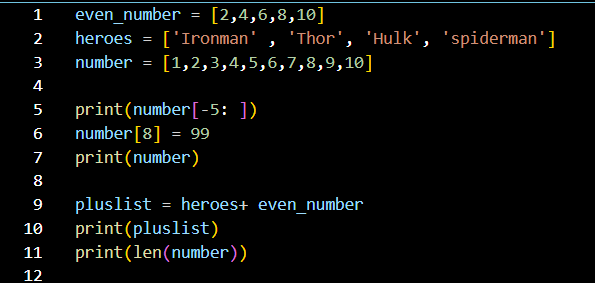 1 even_number = [2,4,6,8,10]
2 heroes = ['Ironman' , 'Thor', 'Hulk', 'spiderman']
3 number = [1,2,3,4,5,6,7,8,9,10]
4
5 print(number[-5: ])
6 number[8] = 99
7 print(number)
8
9 pluslist = heroes+ even_number
10 print(pluslist)
11 print(len(number))
12